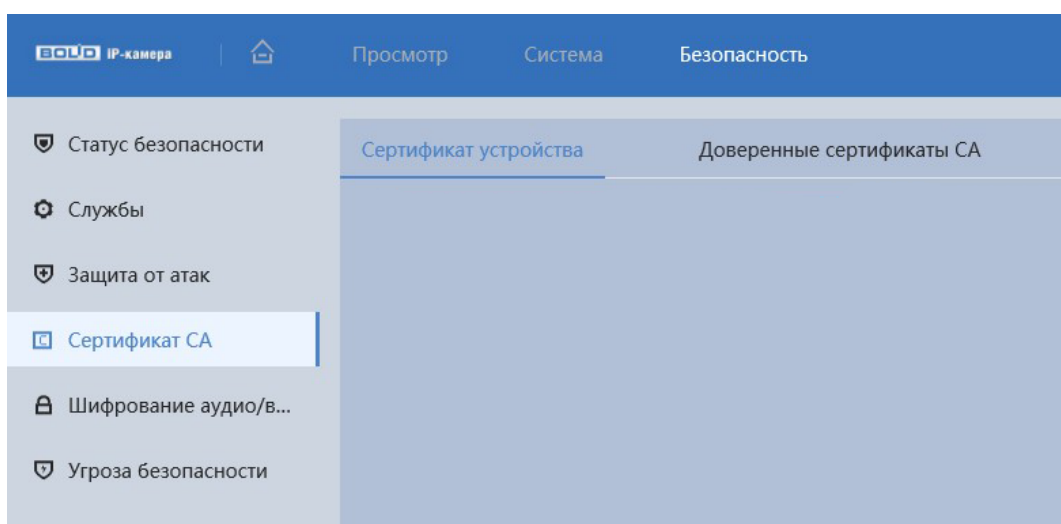 BOLID IP-камера
Просмотр
Система
Безопасность
Статус безопасности
Службы
Защита от атак
Сертификат CA
Шифрование аудио/в...
Угроза безопасности
Сертификат устройства
Доверенные сертификаты CA